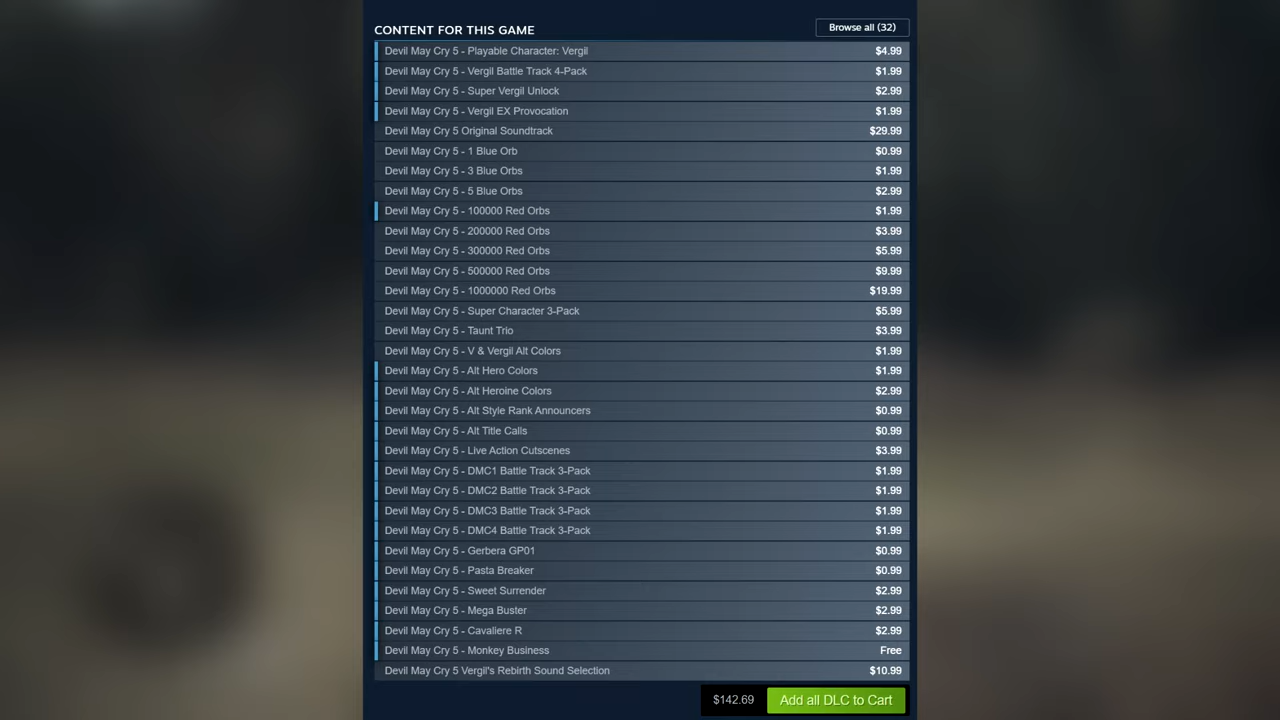 CONTENT FOR THIS GAME Browse all (32)
Devil May Cry 5 - Playable Character: Vergil $4.99
Devil May Cry 5 - Vergil Battle Track 4-Pack $1.99
Devil May Cry 5 - Super Vergil Unlock $2.99
Devil May Cry 5 - Vergil EX Provocation $1.99
Devil May Cry 5 Original Soundtrack $29.99
Devil May Cry 5 - 1 Blue Orb $0.99
Devil May Cry 5 - 3 Blue Orbs $1.99
Devil May Cry 5 - 5 Blue Orbs $2.99
Devil May Cry 5 - 100000 Red Orbs $1.99
Devil May Cry 5 - 200000 Red Orbs $3.99
Devil May Cry 5 - 300000 Red Orbs $5.99
Devil May Cry 5 - 500000 Red Orbs $9.99
Devil May Cry 5 - 1000000 Red Orbs $19.99
Devil May Cry 5 - Super Character 3-Pack $5.99
Devil May Cry 5 - Taunt Trio $3.99
Devil May Cry 5 - V & Vergil Alt Colors $1.99
Devil May Cry 5 - Alt Hero Colors $1.99
Devil May Cry 5 - Alt Heroine Colors $2.99
Devil May Cry 5 - Alt Style Rank Announcers $0.99
Devil May Cry 5 - Alt Title Calls $0.99
Devil May Cry 5 - Live Action Cutscenes $3.99
Devil May Cry 5 - DMC1 Battle Track 3-Pack $1.99
Devil May Cry 5 - DMC2 Battle Track 3-Pack $1.99
Devil May Cry 5 - DMC3 Battle Track 3-Pack $1.99
Devil May Cry 5 - DMC4 Battle Track 3-Pack $1.99
Devil May Cry 5 - Gerbera GP01 $0.99
Devil May Cry 5 - Pasta Breaker $0.99
Devil May Cry 5 - Sweet Surrender $2.99
Devil May Cry 5 - Mega Buster $2.99
Devil May Cry 5 - Cavaliere R $2.99
Devil May Cry 5 - Monkey Business Free
Devil May Cry 5 Vergil's Rebirth Sound Selection $10.99
$142.69 Add all DLC to Cart